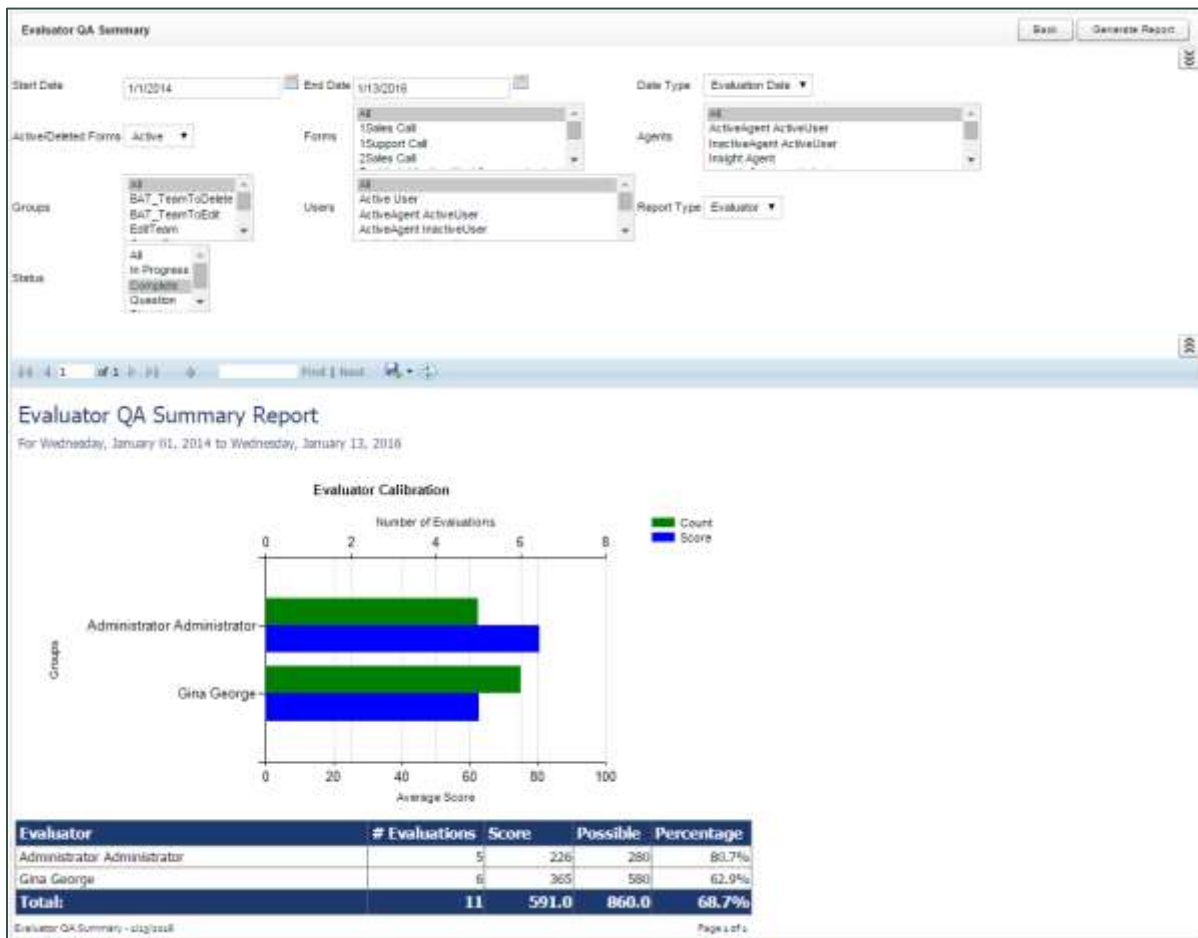 Evaluator QA Summary
Back
Generate Report
Start Date
1/1/2014
End Date
1/13/2016
Date Type
Evaluation Date
Active/Deleted Forms
Active
Forms
All
1Sales Call
1Support Call
2Sales Call
Agents
All
ActiveAgent ActiveUser
InactiveAgent ActiveUser
Insight Agent
Groups
All
BAT_TeamToDelete
BAT_TeamToEdit
EditTeam
Users
All
Active User
ActiveAgent ActiveUser
ActiveAgent InactiveUser
Report Type
Evaluator
Status
All
In Progress
Complete
Question
1 of 1
Find | Next
Evaluator QA Summary Report
For Wednesday, January 01, 2014 to Wednesday, January 13, 2016
Evaluator Calibration
Number of Evaluations
0 2 4 6 8
Count
Score
Groups
Administrator Administrator
Gina George
0 20 40 60 80 100
Average Score
Evaluator # Evaluations Score Possible Percentage
Administrator Administrator 5 226 280 80.7%
Gina George 6 365 580 62.9%
Total: 11 591.0 860.0 68.7%
Evaluator QA Summary - 1/13/2016
Page 1 of 1